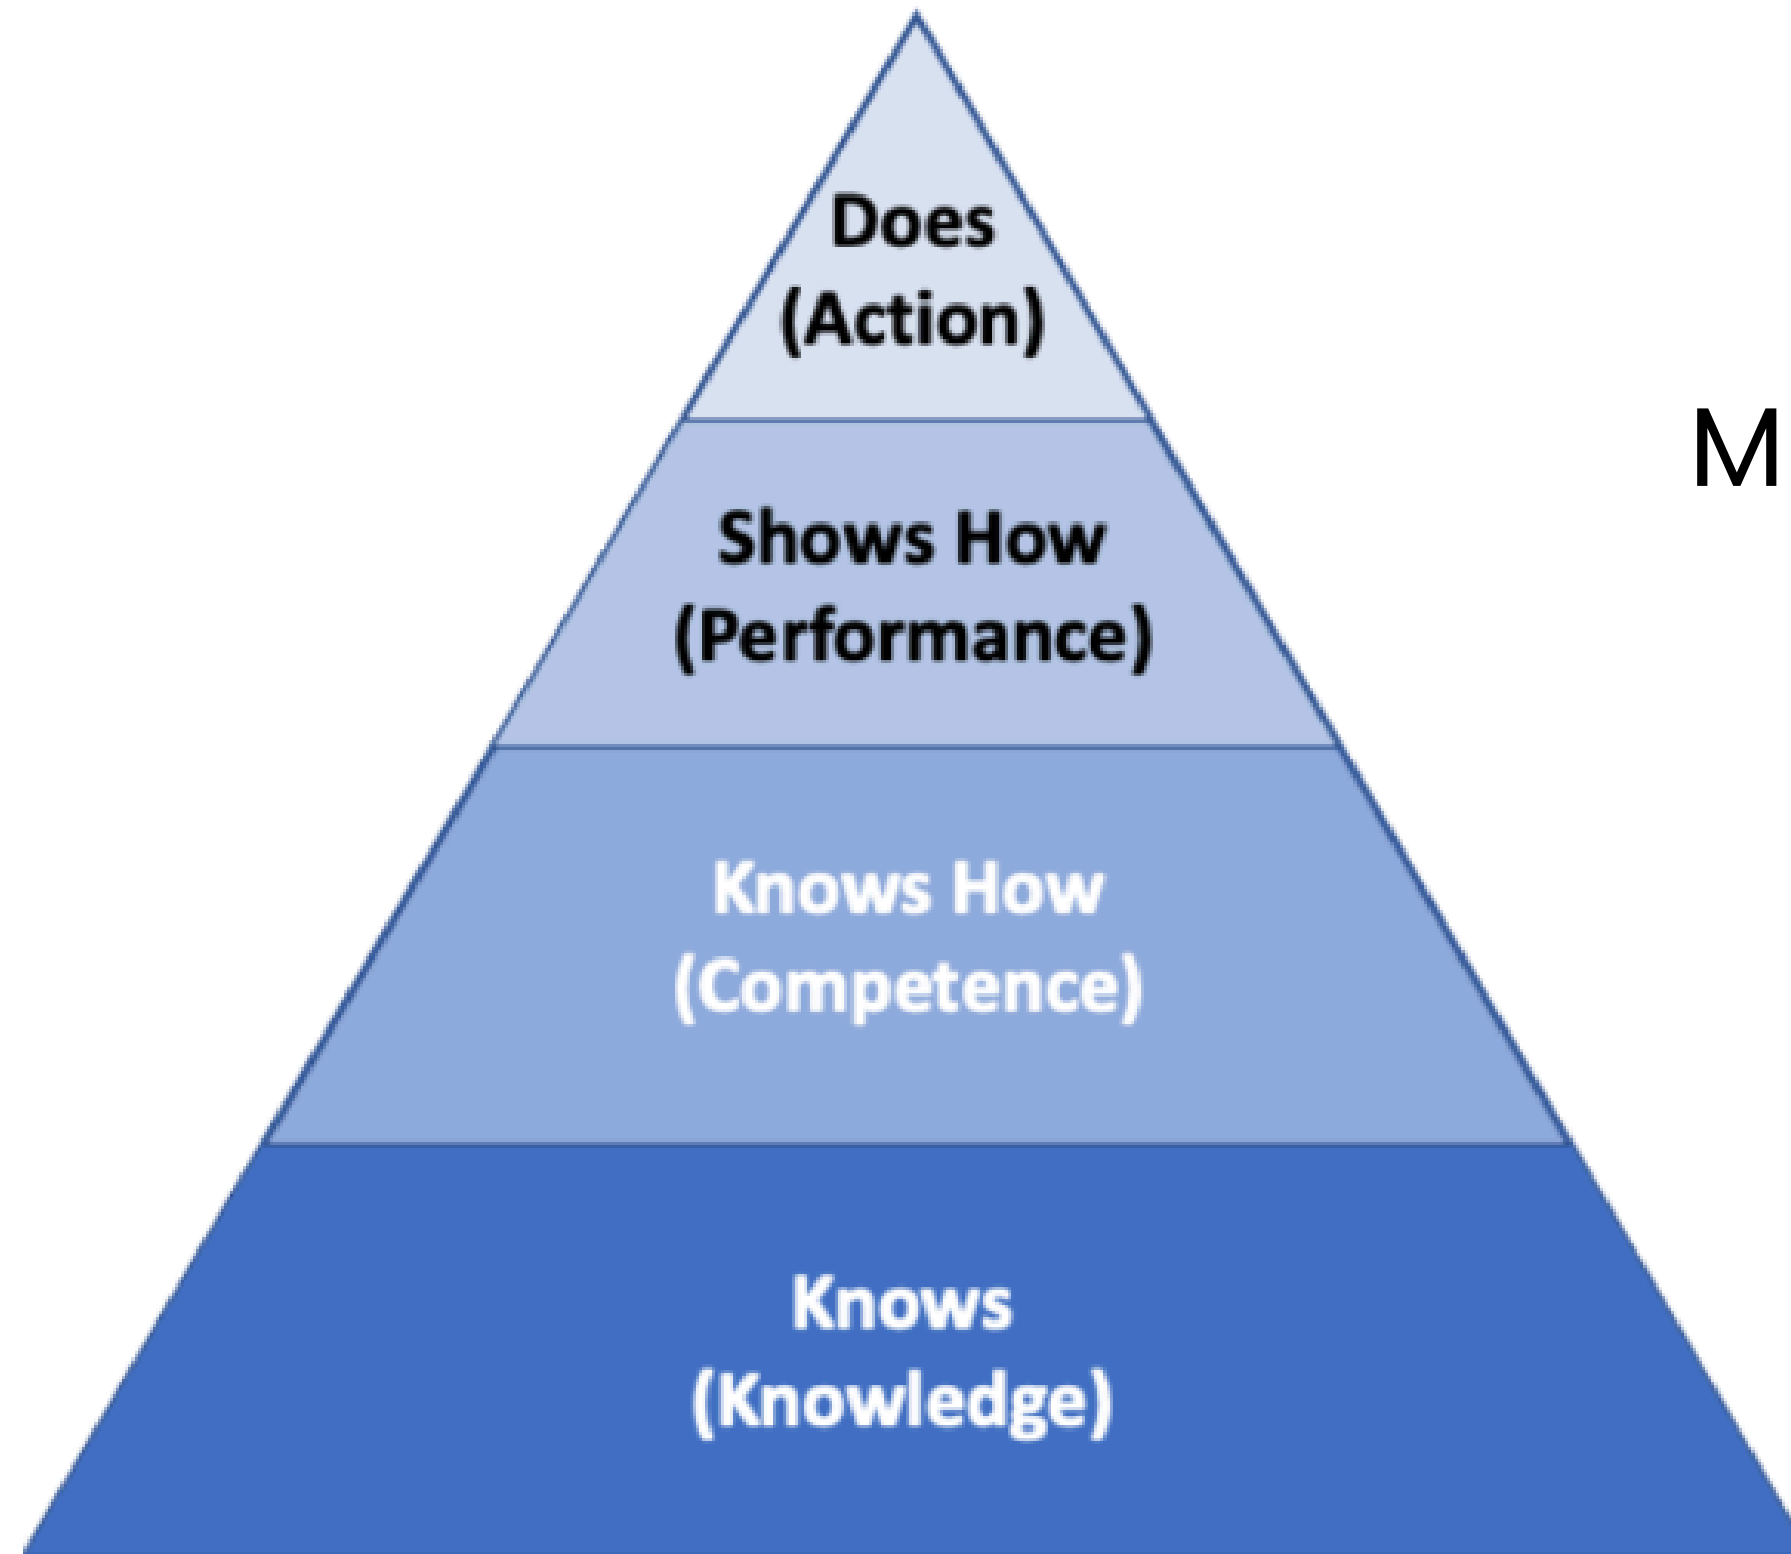 Does
(Action)
M
Shows How
(Performance)
Knows How
(Competence)
Knows
(Knowledge)